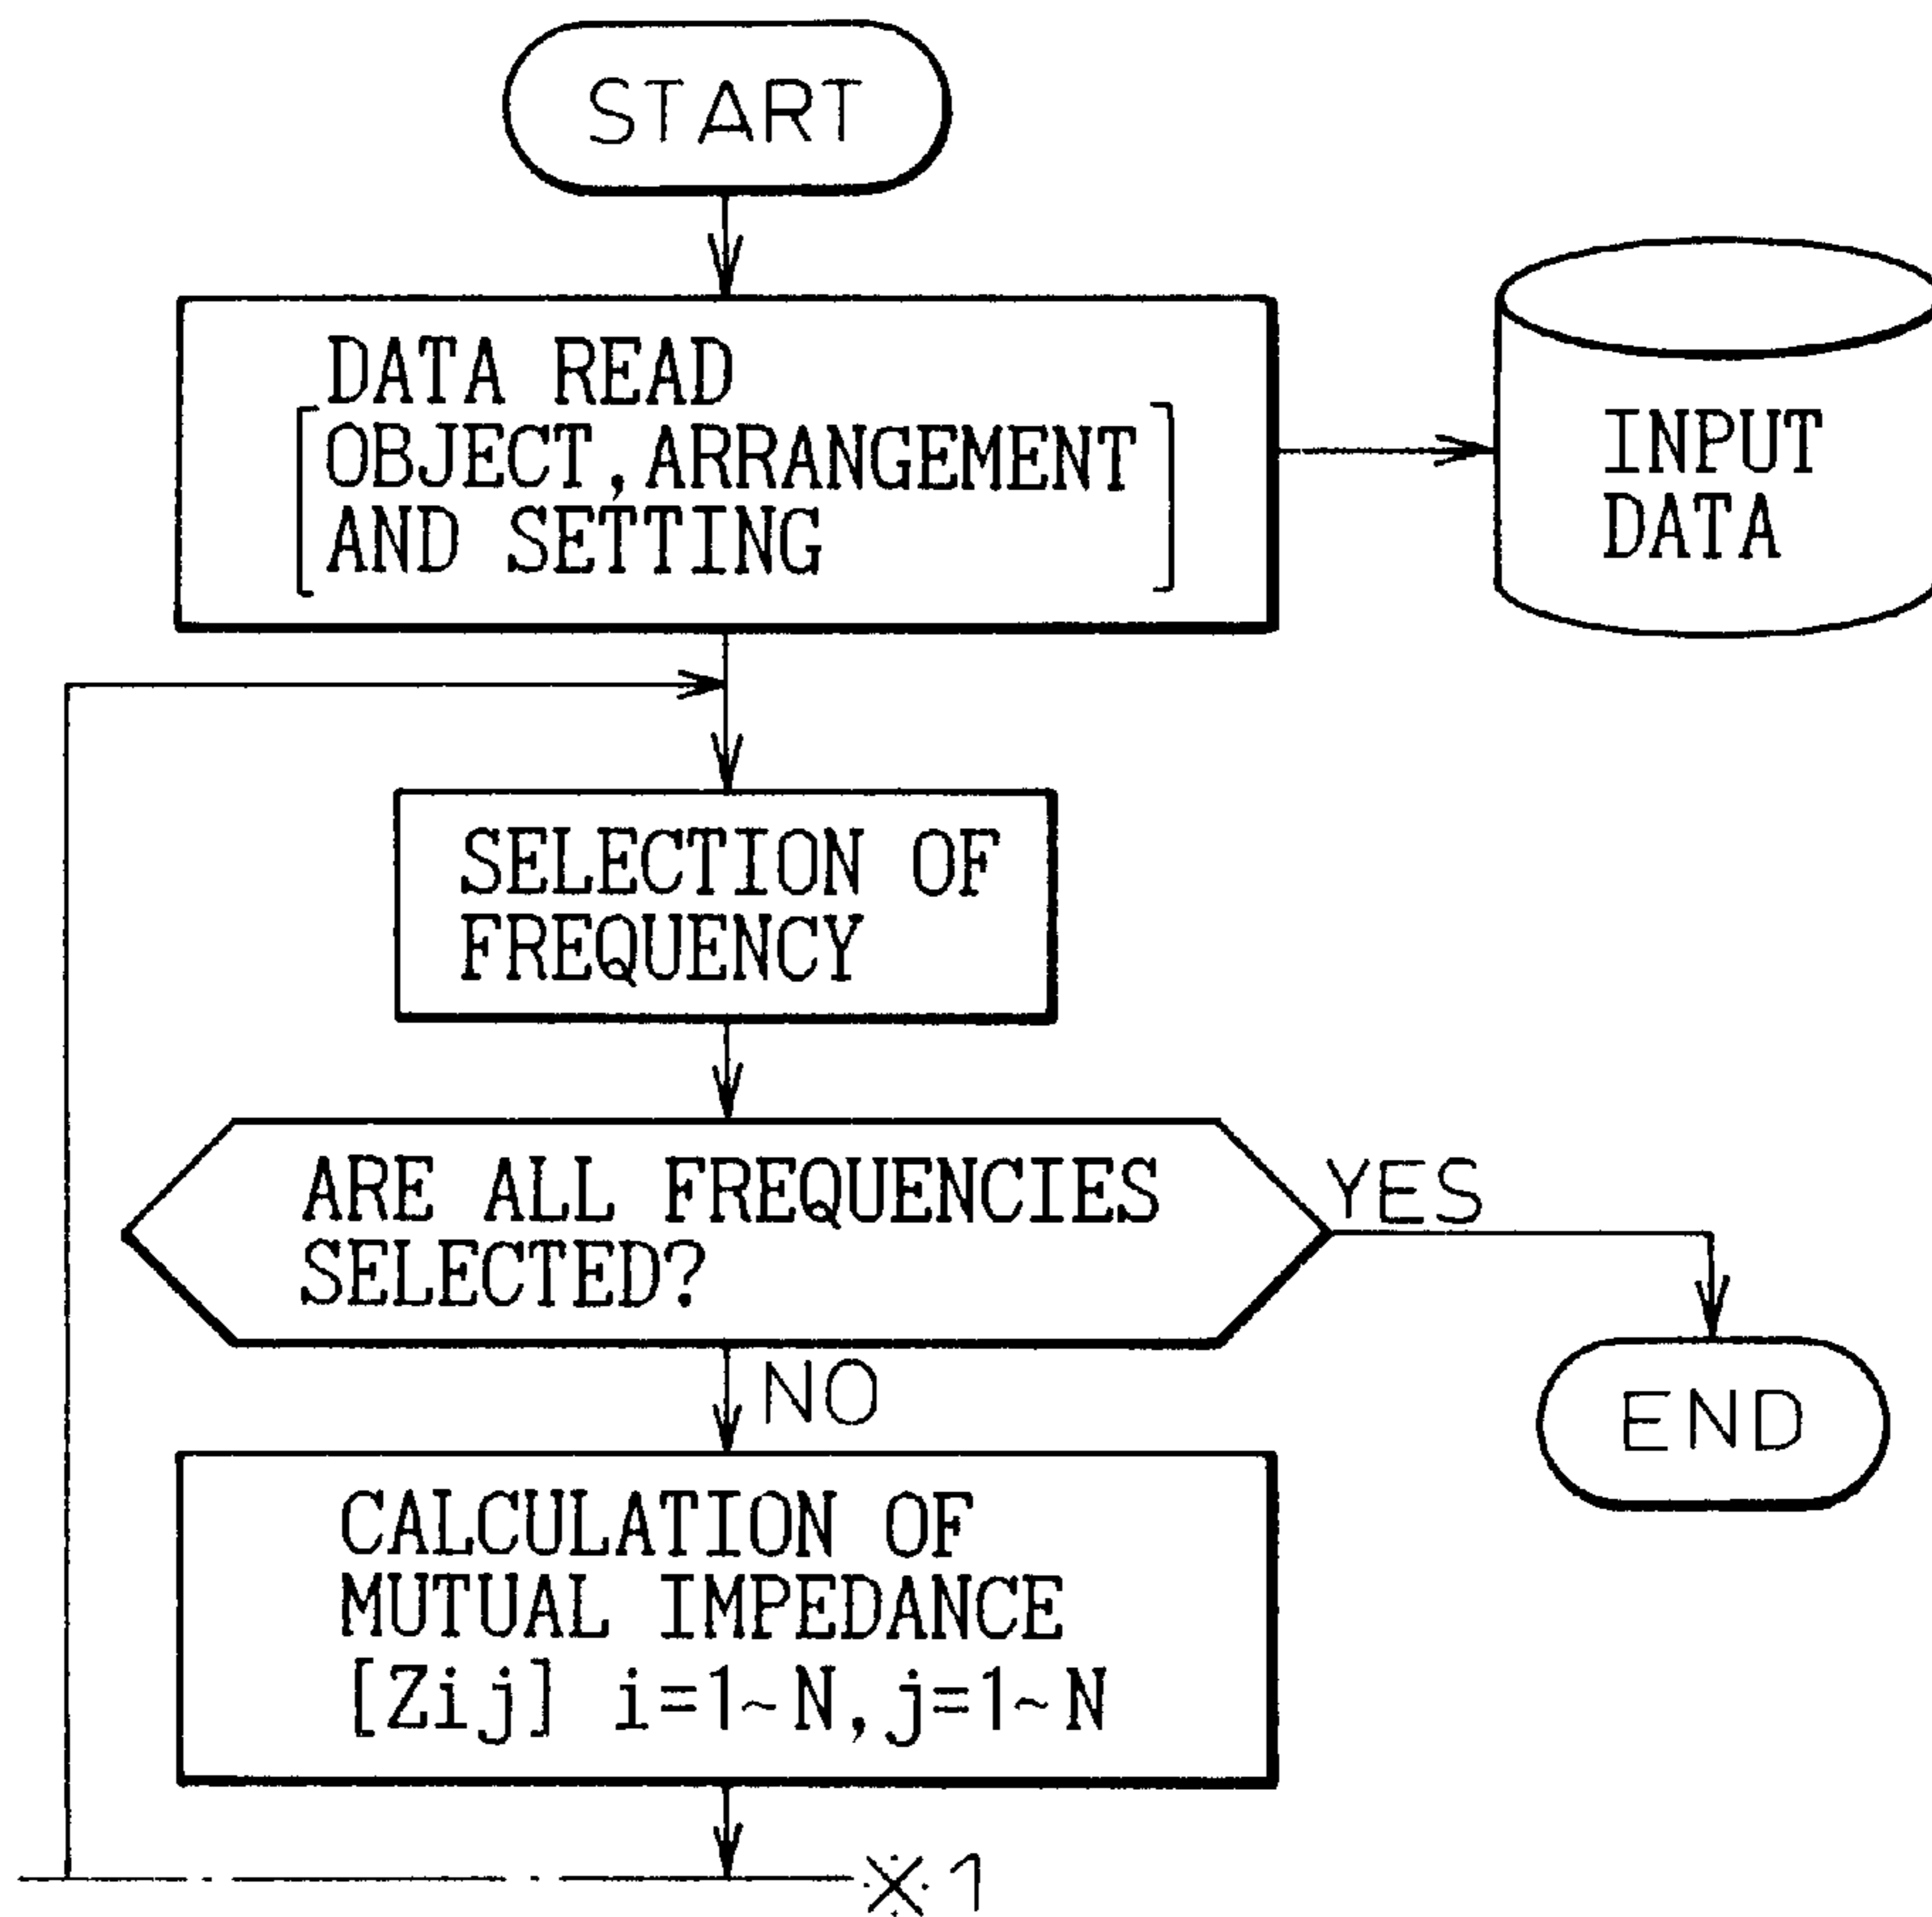 START
DATA READ
[OBJECT, ARRANGEMENT
AND SETTING]
INPUT
DATA
SELECTION OF
FREQUENCY
ARE ALL FREQUENCIES
SELECTED?
YES
NO
END
CALCULATION OF
MUTUAL IMPEDANCE
[Zij] i=1~N, j=1~N
※1